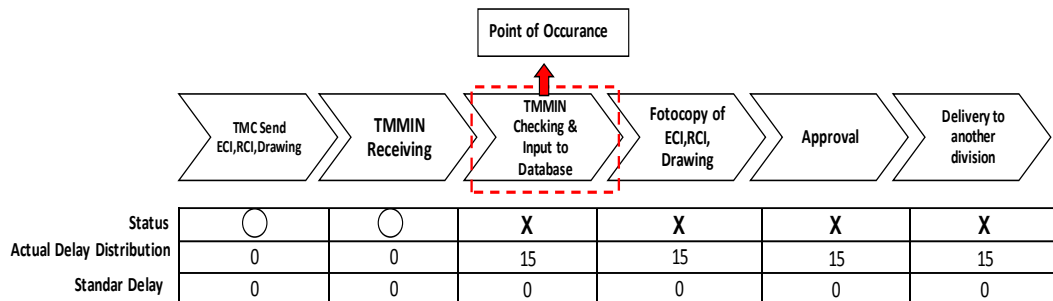 Point of Occurance
TMC Send
ECI,RCI,Drawing
TMMIN
Receiving
TMMIN
Checking &
Input to
Database
Fotocopy of
ECI,RCI,
Drawing
Approval
Delivery to
another
division
Status X X X X
Actual Delay Distribution 0 0 15 15 15 15
Standar Delay 0 0 0 0 0 0